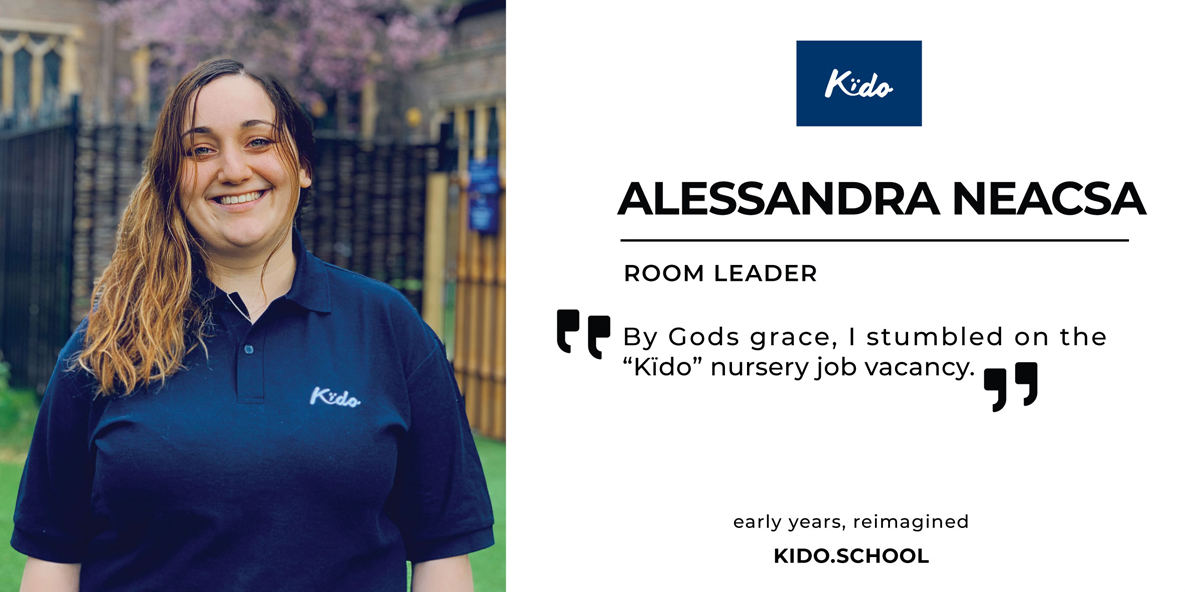 Kïdo
Kïdo
ALESSANDRA NEACSA
ROOM LEADER
By Gods grace, I stumbled on the
“Kïdo” nursery job vacancy.
early years, reimagined
KIDO.SCHOOL